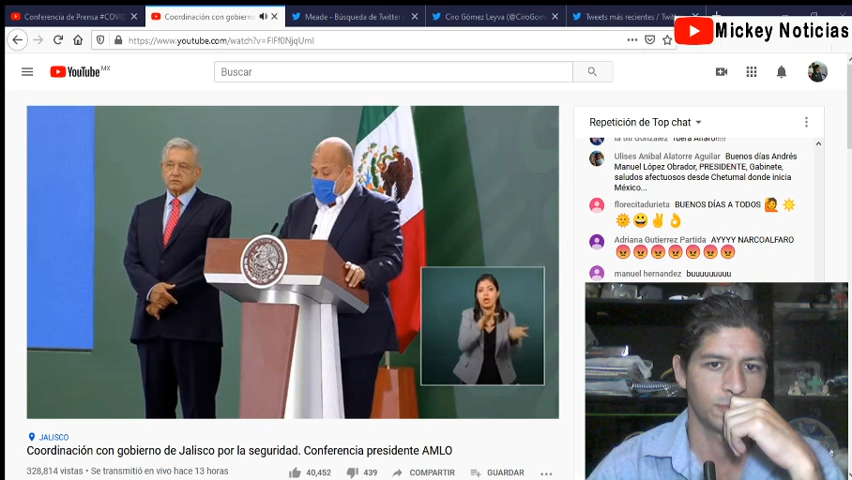 Conferencia de Prensa #COVID
Coordinación con gobierno
Meade - Búsqueda de Twitter
Ciro Gómez Leyva (@CiroGom
Tweets más recientes / Twitt
Mickey Noticias
https://www.youtube.com/watch?v=FIFf0NjqUmI
YouTube MX
Buscar
Repetición de Top chat
Ulises Anibal Alatorre Aguilar Buenos días Andrés
Manuel López Obrador, PRESIDENTE, Gabinete,
saludos afectuosos desde Chetumal donde inicia
México...
florecitadurieta BUENOS DÍAS A TODOS 🙋☀
🌞😀✌👌
Adriana Gutierrez Partida AYYYY NARCOALFARO
😡😡😡😡😡😡😡
manuel hernandez buuuuuuuuu
JALISCO
Coordinación con gobierno de Jalisco por la seguridad. Conferencia presidente AMLO
328,814 vistas • Se transmitió en vivo hace 13 horas
40,452
439
COMPARTIR
GUARDAR